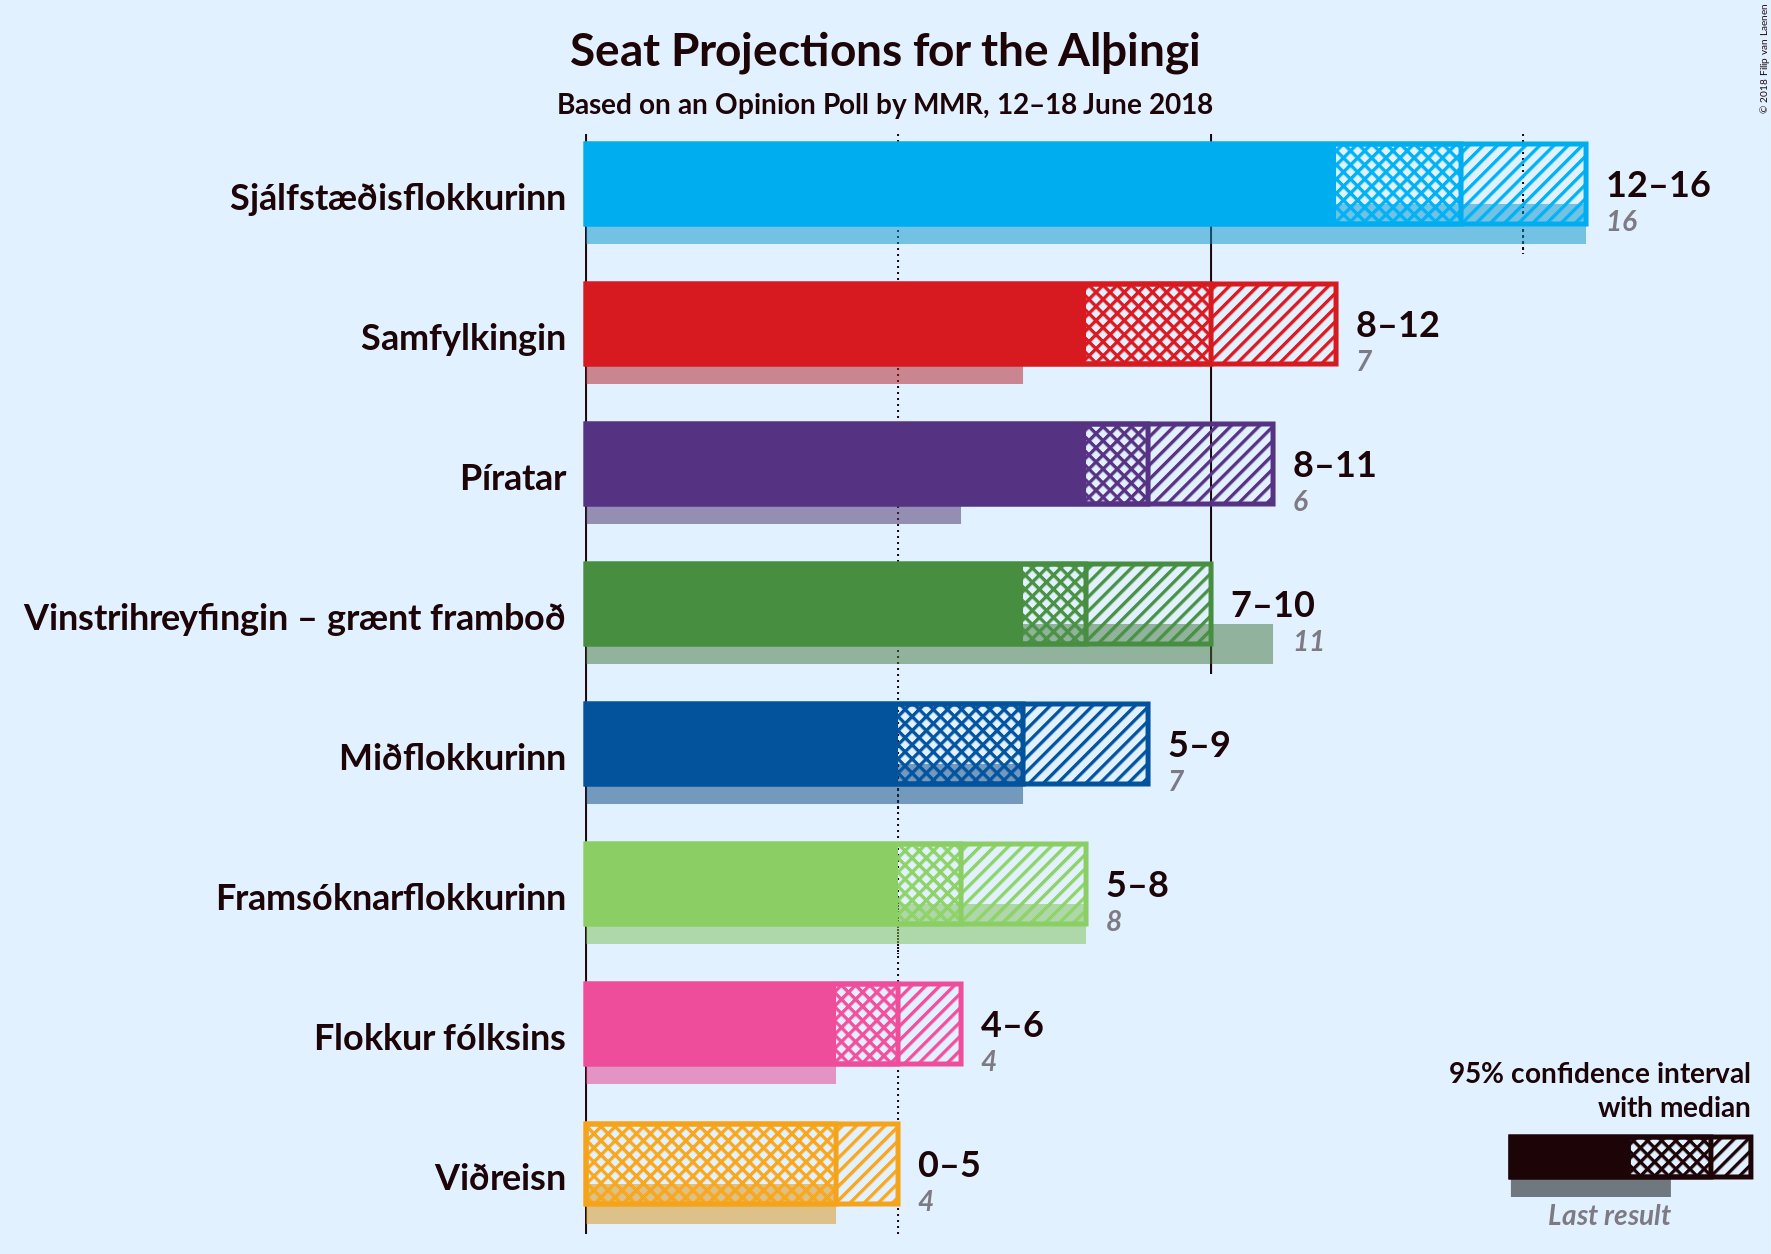 Seat Projections for the Alþingi
Based on an Opinion Poll by MMR, 12–18 June 2018
© 2018 Filip van Laenen
Sjálfstæðisflokkurinn
12–16
16
Samfylkingin
8–12
7
Píratar
8–11
6
Vinstrihreyfingin – grænt framboð
7–10
11
Miðflokkurinn
5–9
7
Framsóknarflokkurinn
5–8
8
Flokkur fólksins
4–6
4
Viðreisn
0–5
4
95% confidence interval
with median
Last result